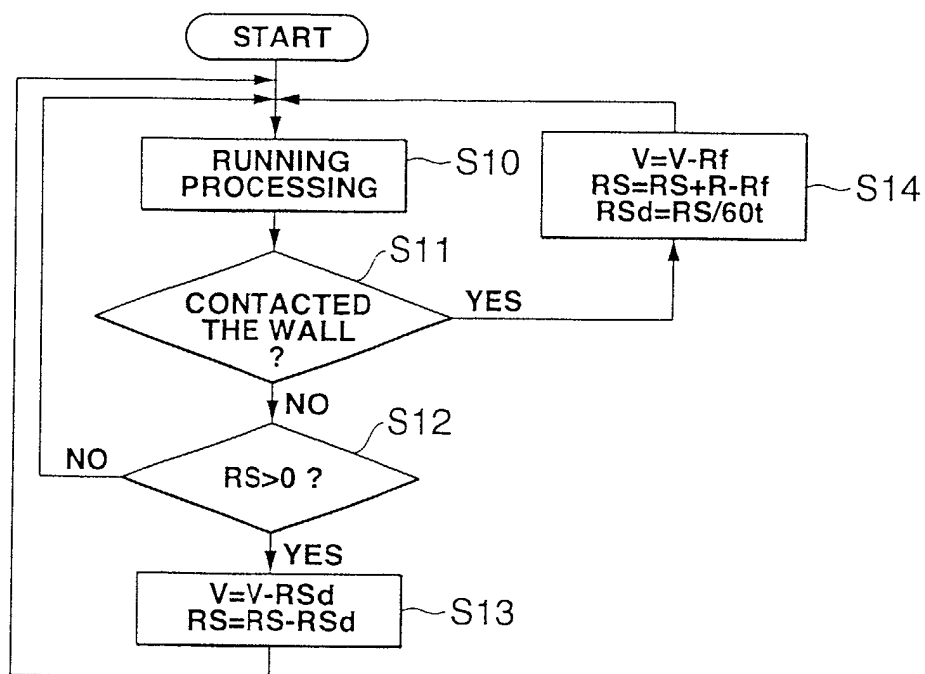 START
RUNNING
PROCESSING
S10
V=V-Rf
RS=RS+R-Rf
RSd=RS/60t
S14
S11
CONTACTED
THE WALL
?
YES
NO
S12
NO
RS>0 ?
YES
V=V-RSd
RS=RS-RSd
S13